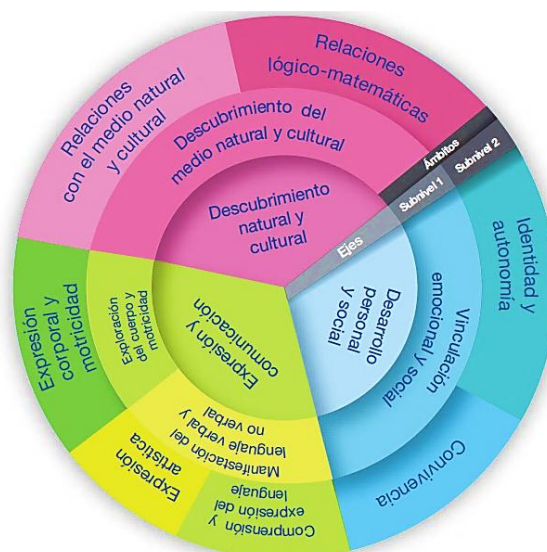 Relaciones
lógico-matemáticas
Relaciones
con el medio natural
y cultural
Descubrimiento del
medio natural y cultural
Descubrimiento
natural y
cultural
Ámbitos
Subnivel 2
Subnivel 1
Ejes
Identidad y
autonomía
Vinculación
emocional y social
Desarrollo
personal
y social
Convivencia
Expresión y
comunicación
Exploración
del cuerpo y
motricidad
Expresión
corporal y
motricidad
Manifestación del
lenguaje verbal y
no verbal
Expresión
artística
Comprensión y
expresión del
lenguaje